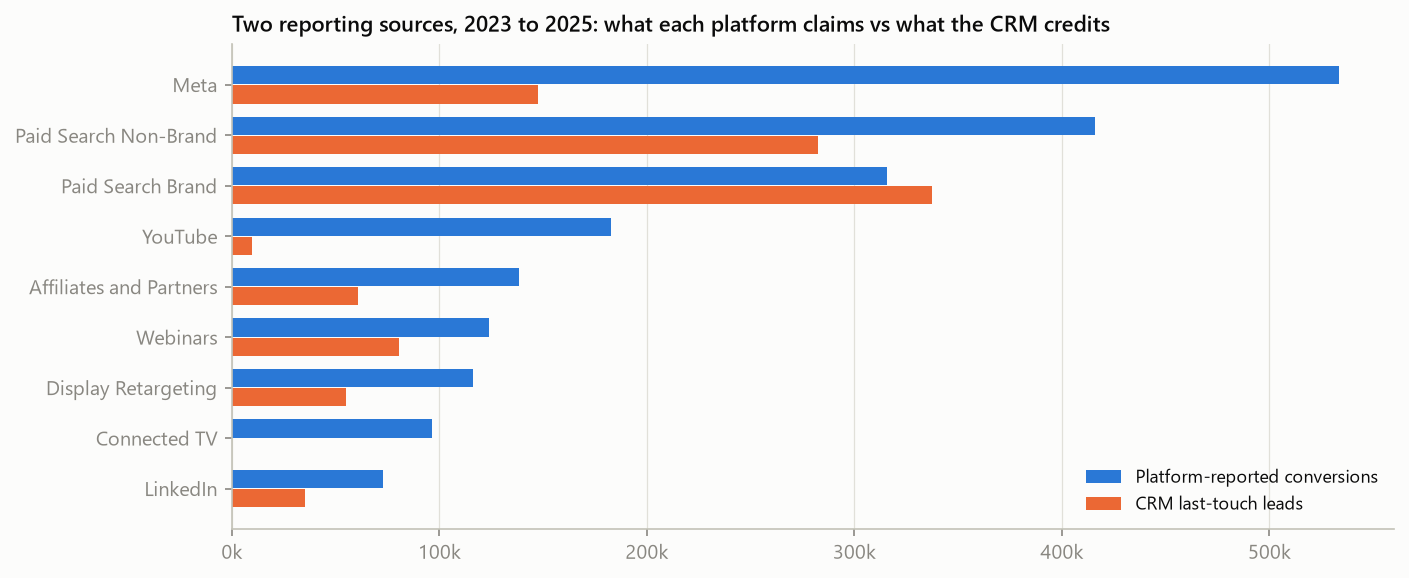 Two reporting sources, 2023 to 2025: what each platform claims vs what the CRM credits
Meta
Paid Search Non-Brand
Paid Search Brand
YouTube
Affiliates and Partners
Webinars
Display Retargeting
Connected TV
LinkedIn
Platform-reported conversions
CRM last-touch leads
0k 100k 200k 300k 400k 500k